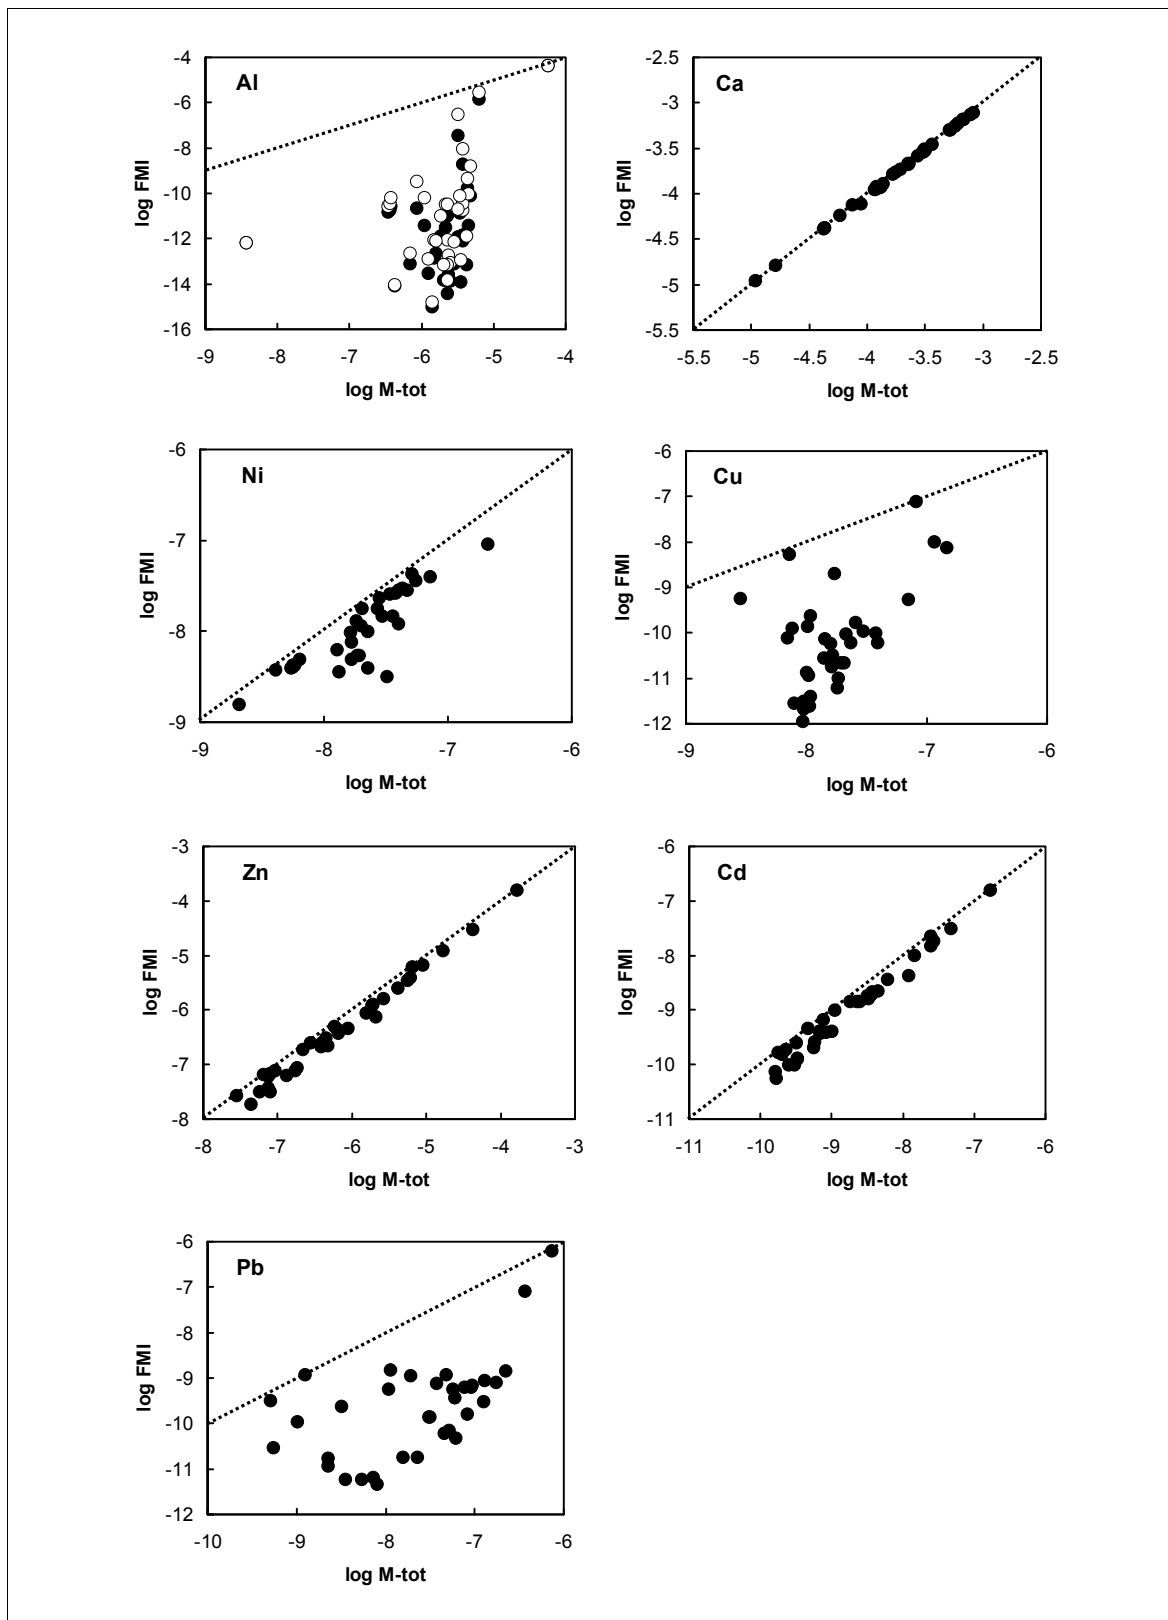 -4 Al
-6
-8
-10
-12
-14
-16
log FMI
-9 -8 -7 -6 -5 -4
log M-tot
-2.5 Ca
-3
-3.5
-4
-4.5
-5
-5.5
log FMI
-5.5 -5 -4.5 -4 -3.5 -3 -2.5
log M-tot
-6 Ni
-7
-8
-9
log FMI
-9 -8 -7 -6
log M-tot
-6 Cu
-7
-8
-9
-10
-11
-12
log FMI
-9 -8 -7 -6
log M-tot
-3 Zn
-4
-5
-6
-7
-8
log FMI
-8 -7 -6 -5 -4 -3
log M-tot
-6 Cd
-7
-8
-9
-10
-11
log FMI
-11 -10 -9 -8 -7 -6
log M-tot
-6 Pb
-7
-8
-9
-10
-11
-12
log FMI
-10 -9 -8 -7 -6
log M-tot